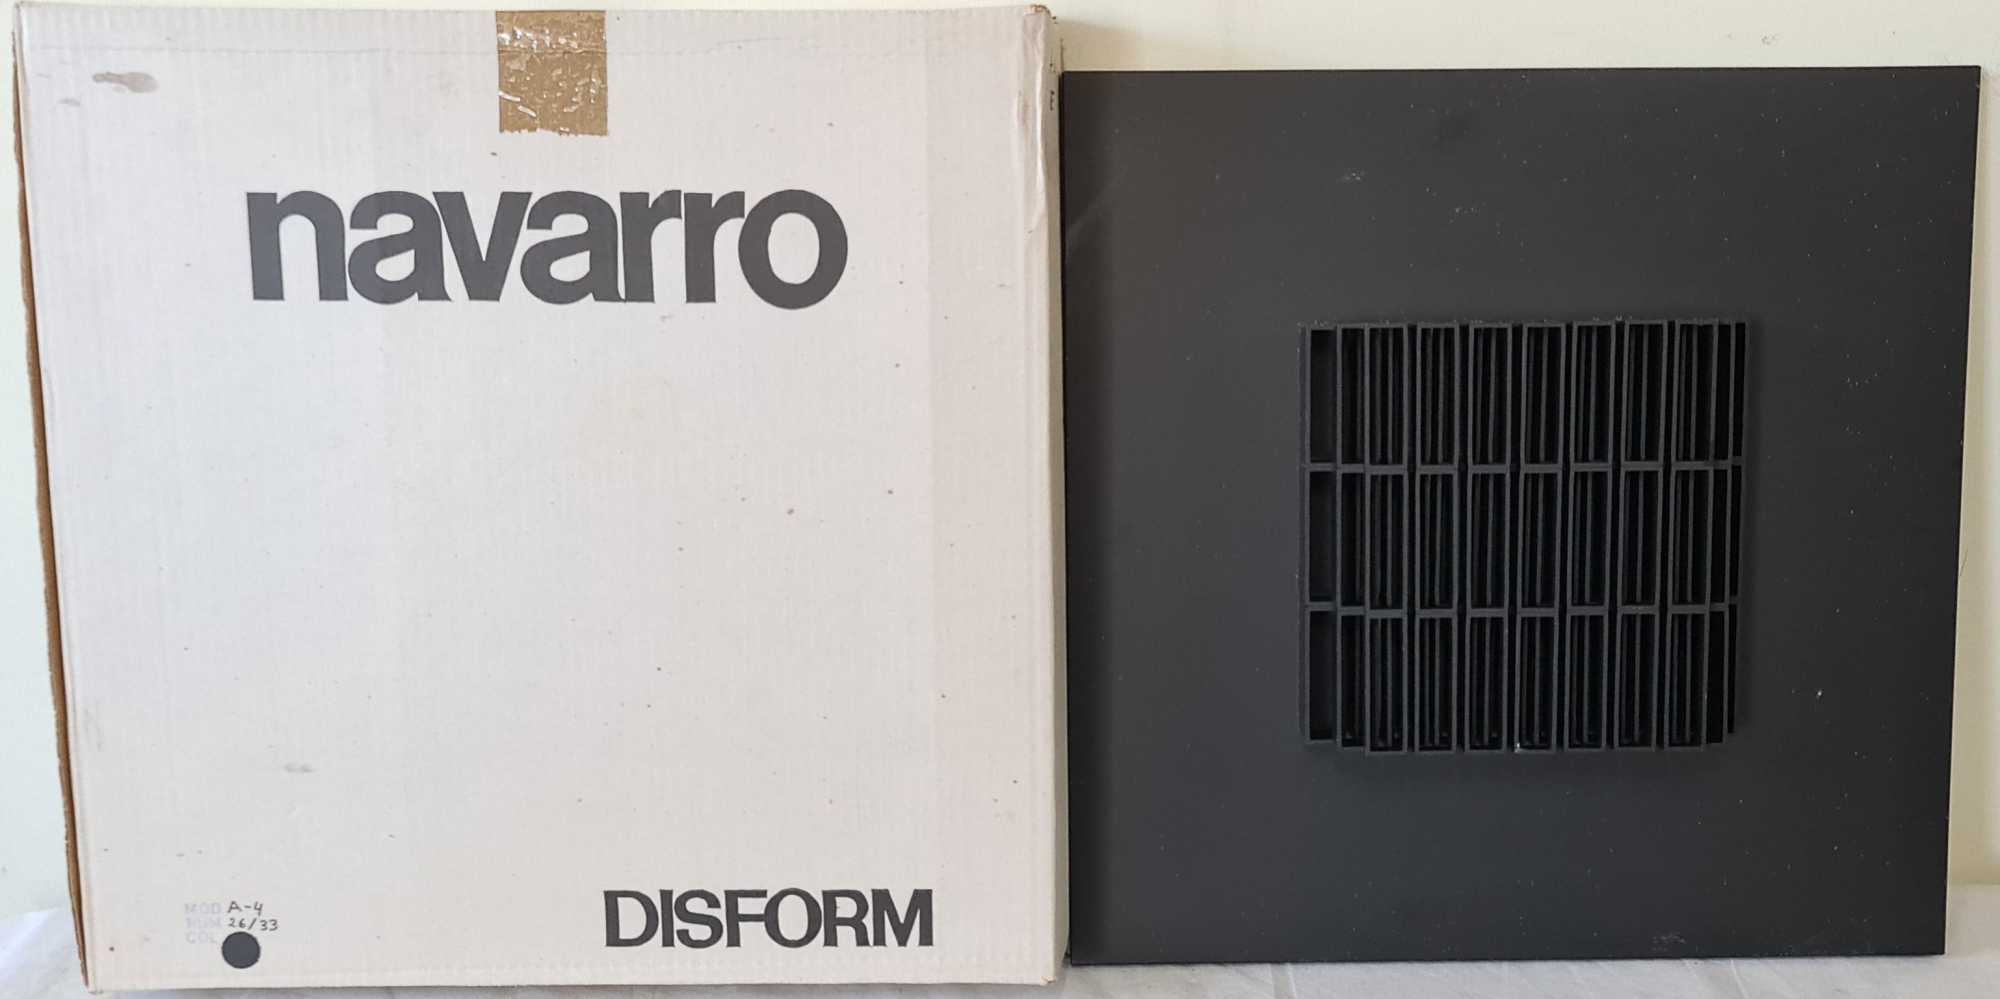 navarro
DISFORM
MOD A-4
NUM 26/33
COL